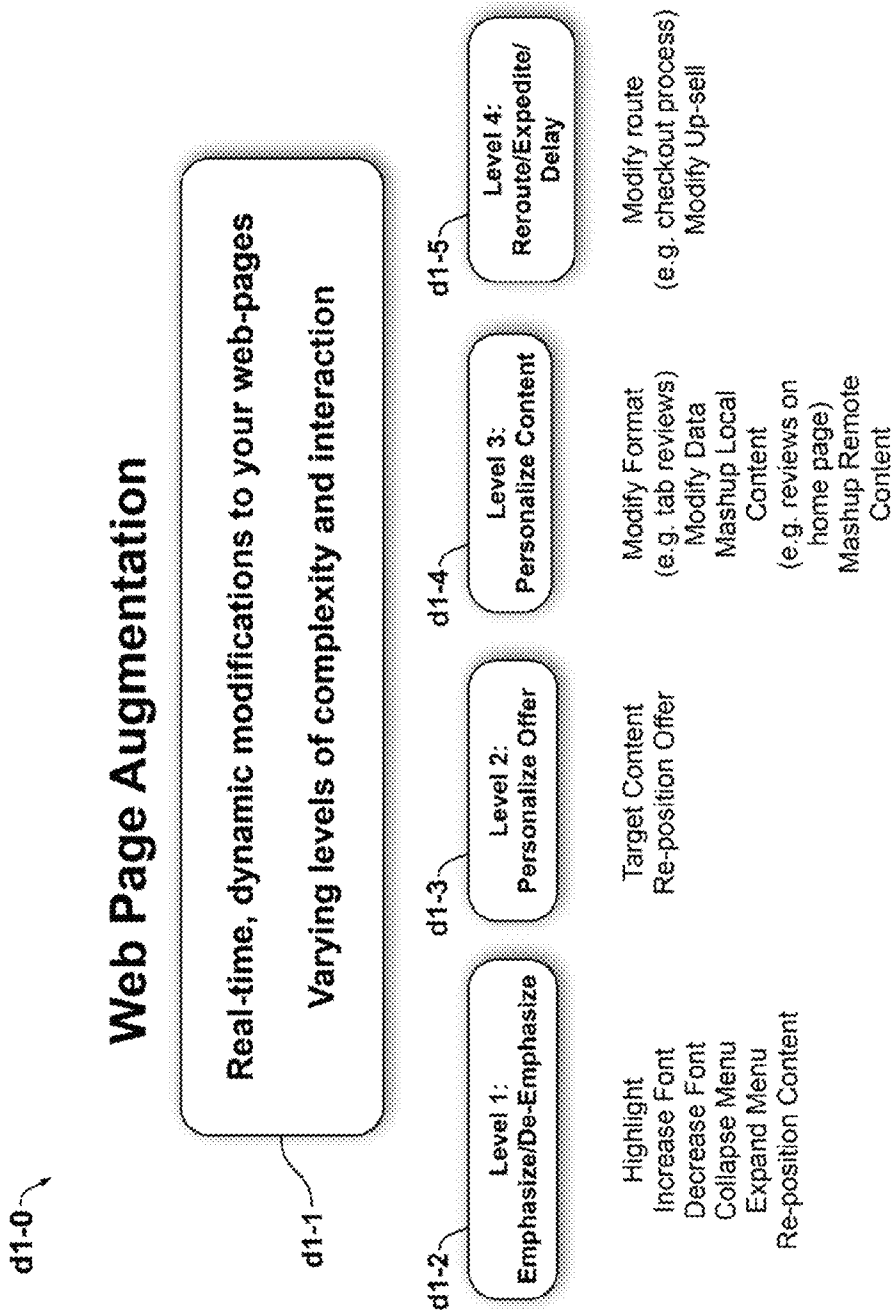 d1-0
Web Page Augmentation
d1-1
Real-time, dynamic modifications to your web-pages
Varying levels of complexity and interaction
d1-2
Level 1:
Emphasize/De-Emphasize
Highlight
Increase Font
Decrease Font
Collapse Menu
Expand Menu
Re-position Content
d1-3
Level 2:
Personalize Offer
Target Content
Re-position Offer
d1-4
Level 3:
Personalize Content
Modify Format
(e.g. tab reviews)
Modify Data
Mashup Local
Content
(e.g. reviews on
home page)
Mashup Remote
Content
d1-5
Level 4:
Reroute/Expedite/
Delay
Modify route
(e.g. checkout process)
Modify Up-sell